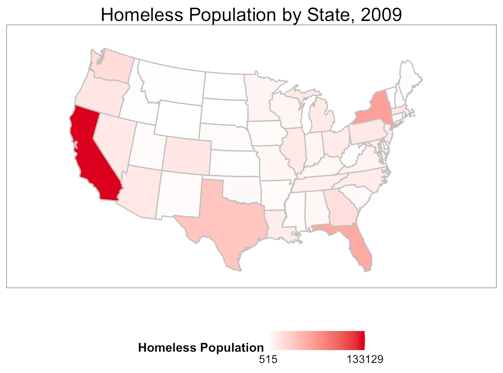 Homeless Population by State, 2009
Homeless Population
515 133129